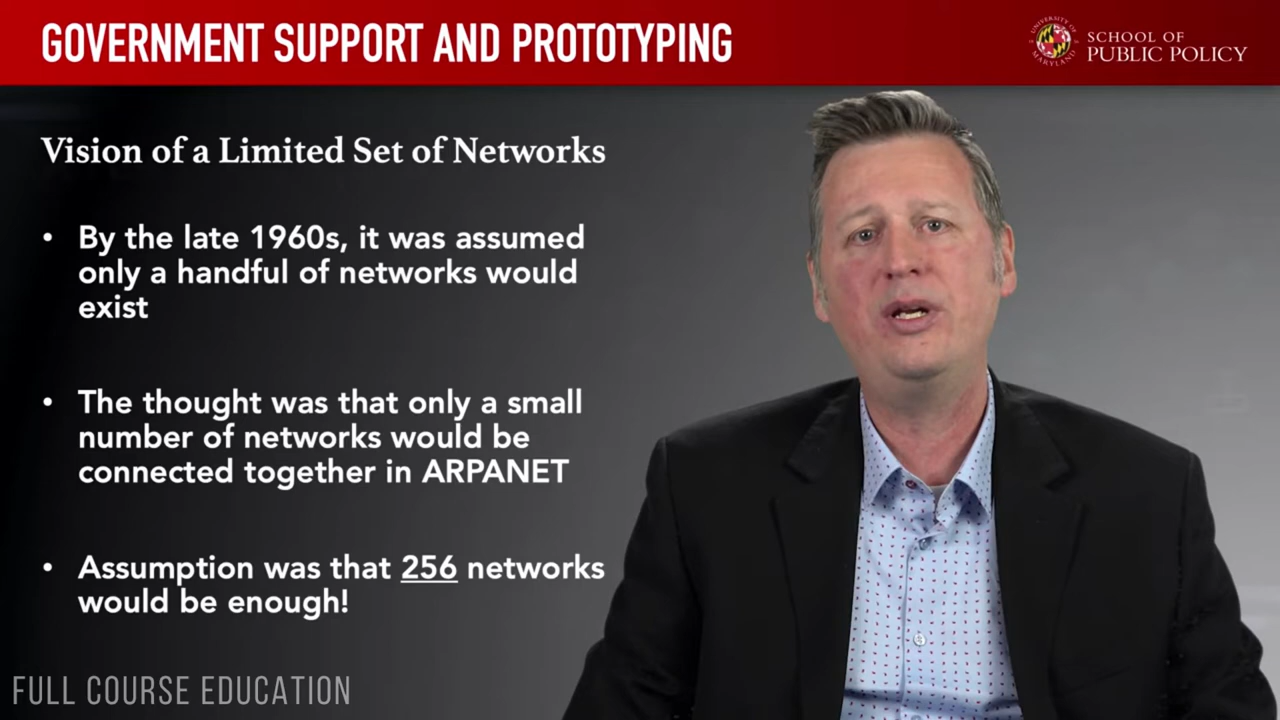 GOVERNMENT SUPPORT AND PROTOTYPING
UNIVERSITY OF
MARYLAND
SCHOOL OF
PUBLIC POLICY
Vision of a Limited Set of Networks
• By the late 1960s, it was assumed
only a handful of networks would
exist
• The thought was that only a small
number of networks would be
connected together in ARPANET
• Assumption was that 256 networks
would be enough!
FULL COURSE EDUCATION